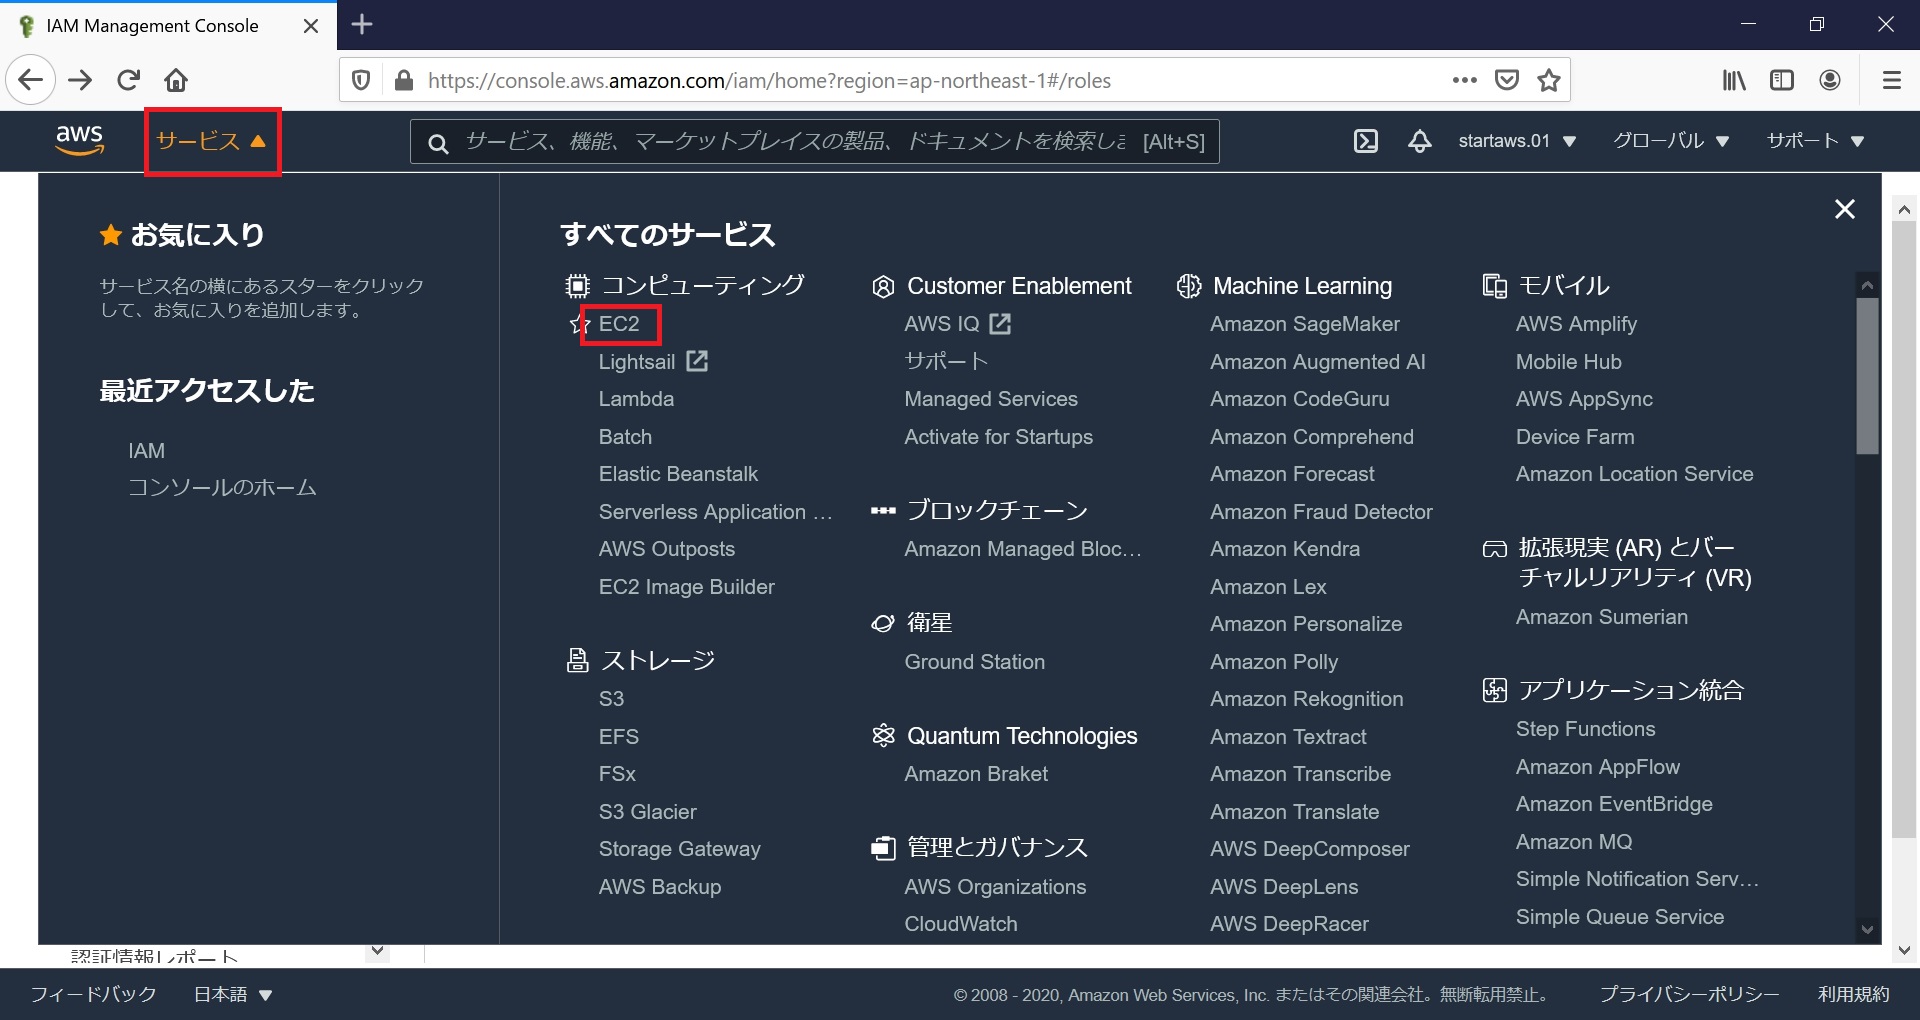 IAM Management Console
https://console.aws.amazon.com/iam/home?region=ap-northeast-1#/roles
aws
サービス
サービス、機能、マーケットプレイスの製品、ドキュメントを検索しま
[Alt+S]
startaws.01
グローバル
サポート
お気に入り
サービス名の横にあるスターをクリック
して、お気に入りを追加します。
最近アクセスした
IAM
コンソールのホーム
すべてのサービス
コンピューティング
EC2
Lightsail
Lambda
Batch
Elastic Beanstalk
Serverless Application …
AWS Outposts
EC2 Image Builder
ストレージ
S3
EFS
FSx
S3 Glacier
Storage Gateway
AWS Backup
Customer Enablement
AWS IQ
サポート
Managed Services
Activate for Startups
ブロックチェーン
Amazon Managed Bloc…
衛星
Ground Station
Quantum Technologies
Amazon Braket
管理とガバナンス
AWS Organizations
CloudWatch
Machine Learning
Amazon SageMaker
Amazon Augmented AI
Amazon CodeGuru
Amazon Comprehend
Amazon Forecast
Amazon Fraud Detector
Amazon Kendra
Amazon Lex
Amazon Personalize
Amazon Polly
Amazon Rekognition
Amazon Textract
Amazon Transcribe
Amazon Translate
AWS DeepComposer
AWS DeepLens
AWS DeepRacer
モバイル
AWS Amplify
Mobile Hub
AWS AppSync
Device Farm
Amazon Location Service
拡張現実 (AR) とバー
チャルリアリティ (VR)
Amazon Sumerian
アプリケーション統合
Step Functions
Amazon AppFlow
Amazon EventBridge
Amazon MQ
Simple Notification Serv…
Simple Queue Service
認証情報レポート
フィードバック
日本語
© 2008 - 2020, Amazon Web Services, Inc. またはその関連会社。無断転用禁止。
プライバシーポリシー
利用規約